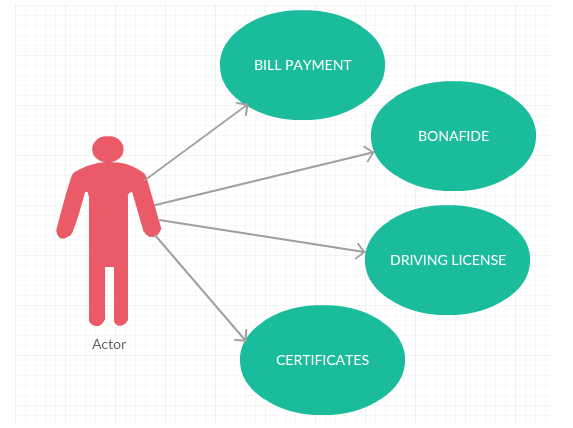 BILL PAYMENT
BONAFIDE
DRIVING LICENSE
Actor
CERTIFICATES